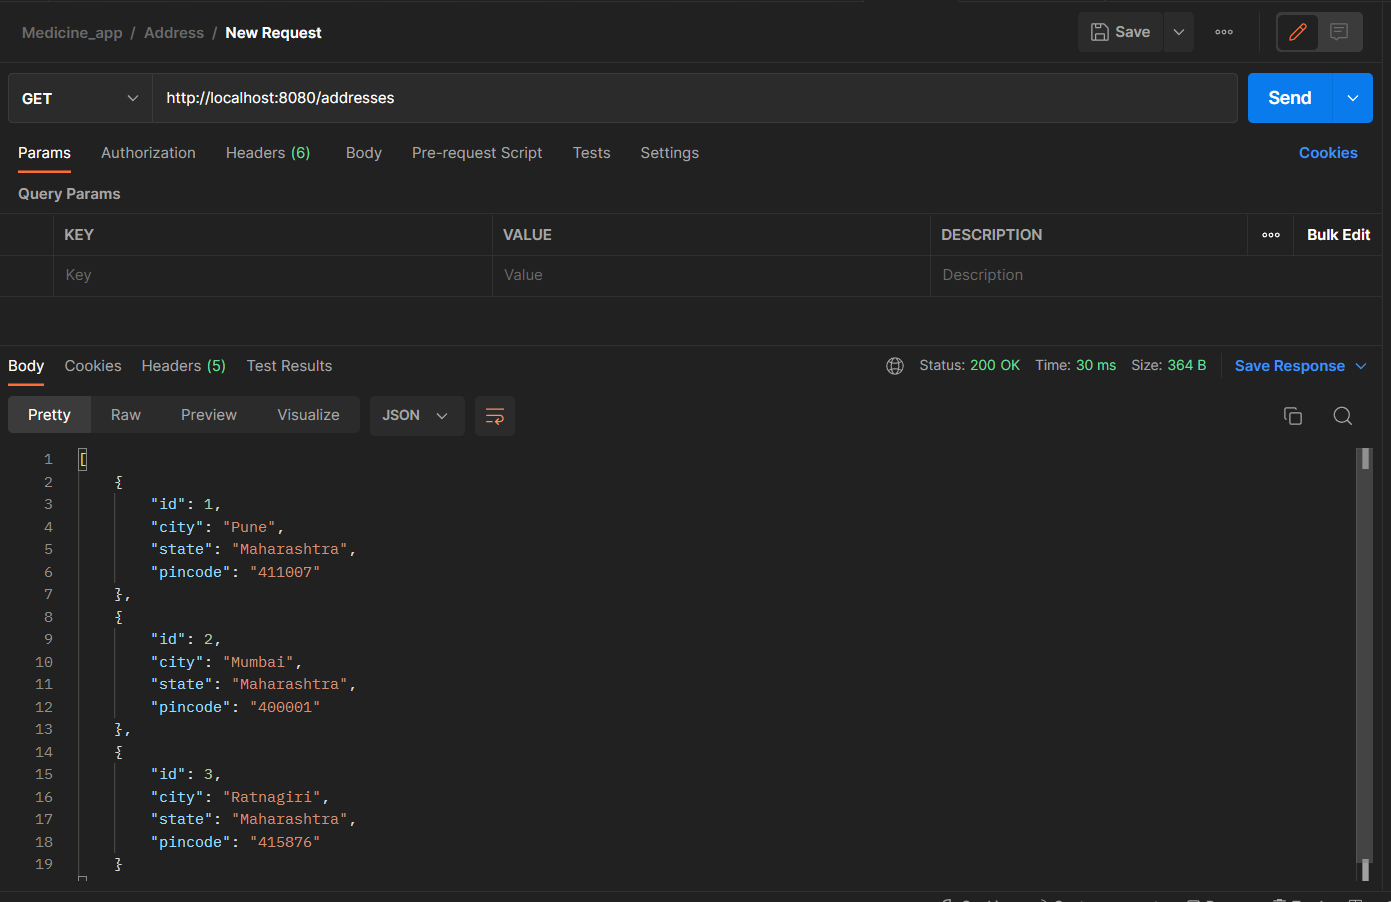 Medicine_app / Address / New Request
Save
GET
http://localhost:8080/addresses
Send
Params Authorization Headers (6) Body Pre-request Script Tests Settings
Cookies
Query Params
KEY VALUE DESCRIPTION
Bulk Edit
Key Value Description
Body Cookies Headers (5) Test Results
Status: 200 OK Time: 30 ms Size: 364 B
Save Response
Pretty Raw Preview Visualize JSON
1 [
2 {
3 "id": 1,
4 "city": "Pune",
5 "state": "Maharashtra",
6 "pincode": "411007"
7 },
8 {
9 "id": 2,
10 "city": "Mumbai",
11 "state": "Maharashtra",
12 "pincode": "400001"
13 },
14 {
15 "id": 3,
16 "city": "Ratnagiri",
17 "state": "Maharashtra",
18 "pincode": "415876"
19 }